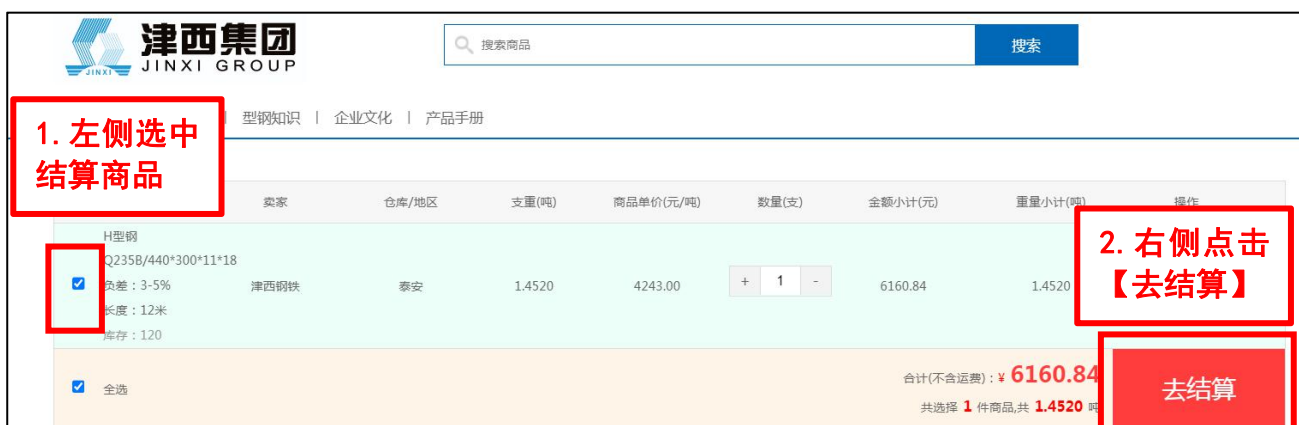 津西集团
JINXI GROUP
JINXI
搜索商品
搜索
型钢知识 | 企业文化 | 产品手册
1. 左侧选中
结算商品
卖家 仓库/地区 支重(吨) 商品单价(元/吨) 数量(支) 金额小计(元) 重量小计(吨) 操作
H型钢
Q235B/440*300*11*18
负差：3-5%
长度：12米
库存：120
津西钢铁 泰安 1.4520 4243.00 + 1 - 6160.84 1.4520
2. 右侧点击
【去结算】
全选
合计(不含运费)：¥ 6160.84
共选择 1 件商品,共 1.4520 吨
去结算